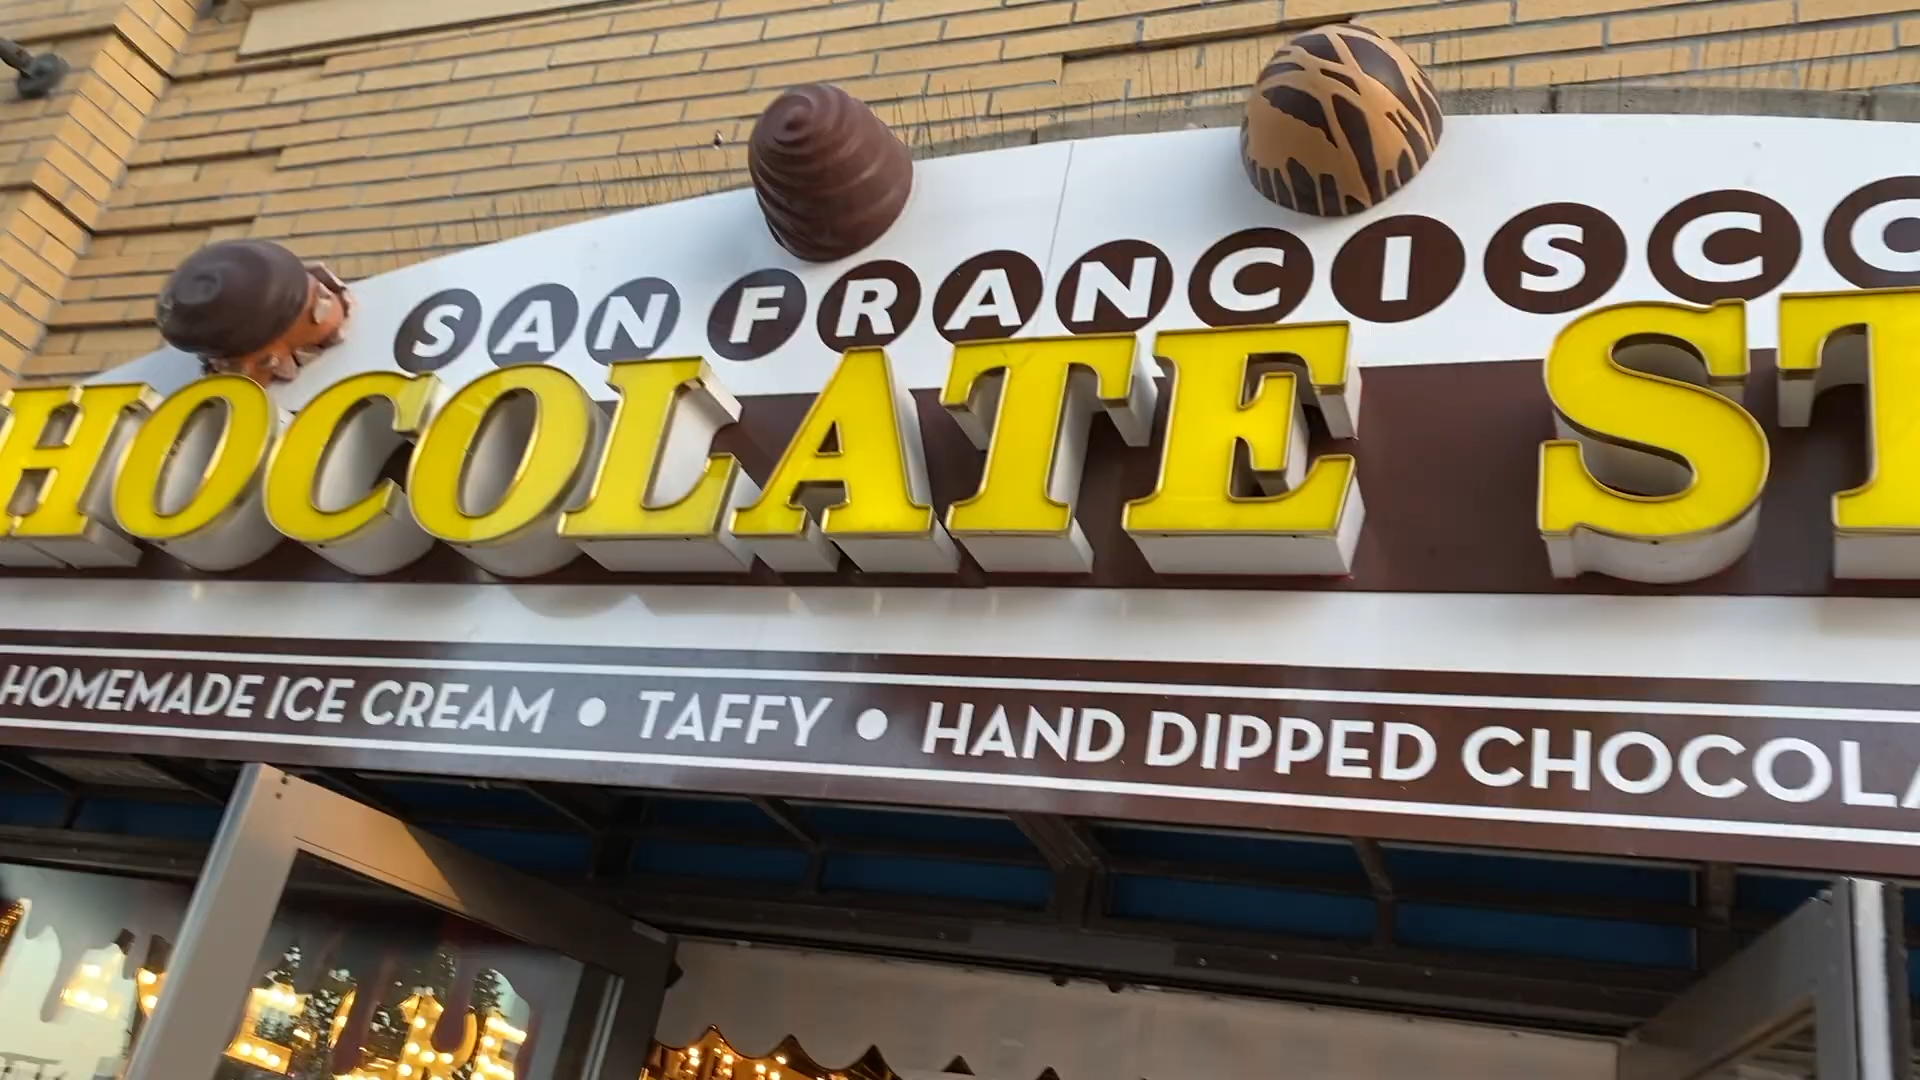 SAN FRANCISCO
HOCOLATE ST
HOMEMADE ICE CREAM • TAFFY • HAND DIPPED CHOCOLA